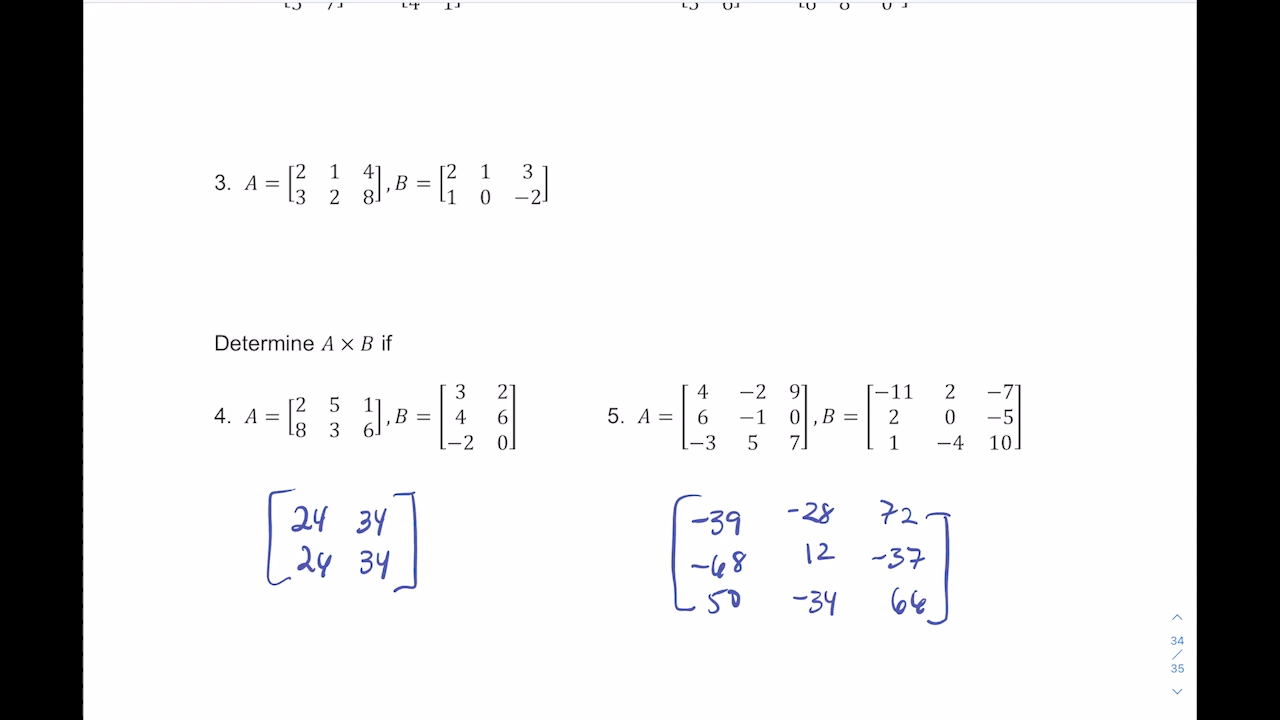 3. A = [2 1 4
3 2 8], B = [2 1 3
1 0 −2]
Determine A × B if
4. A = [2 5 1
8 3 6], B = [3 2
4 6
−2 0]
5. A = [4 −2 9
6 −1 0
−3 5 7], B = [−11 2 −7
2 0 −5
1 −4 10]
[24 34
24 34]
[-39 -28 72
-68 12 -37
50 -34 66]
34
/
35